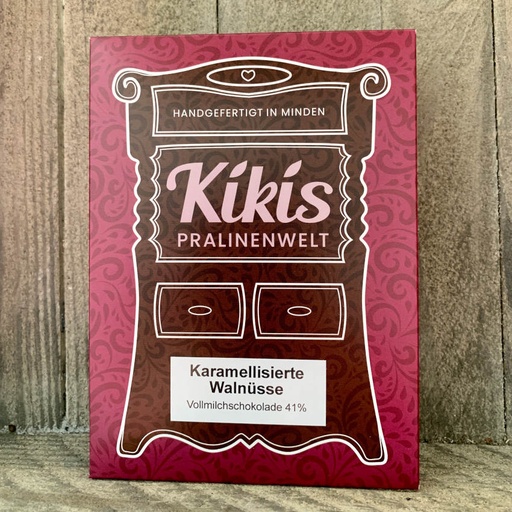 HANDGEFERTIGT IN MINDEN
Kikis
PRALINENWELT
Karamellisierte
Walnüsse
Vollmilchschokolade 41%